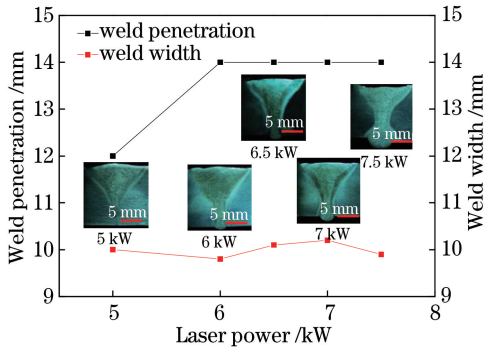 15
14
13
12
11
10
9
Weld penetration /mm
weld penetration
weld width
5 mm
6.5 kW
5 mm
7.5 kW
5 mm
5 kW
5 mm
6 kW
5 mm
7 kW
15
14
13
12
11
10
9
Weld width /mm
5
6
7
8
Laser power /kW